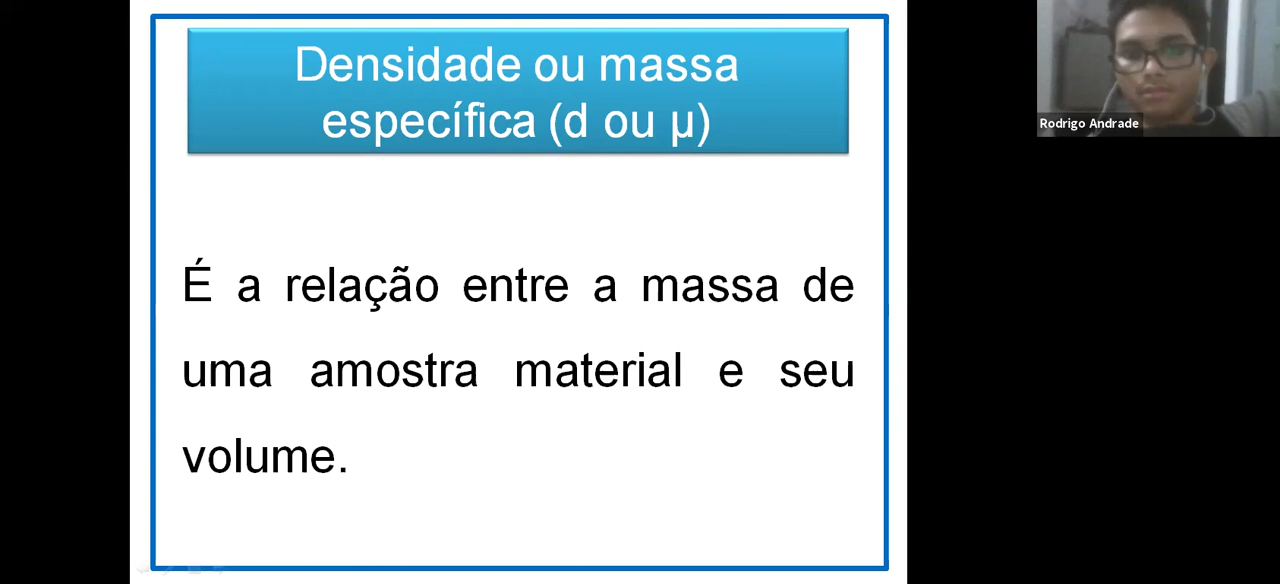 Densidade ou massa
específica (d ou µ)
É a relação entre a massa de
uma amostra material e seu
volume.
Rodrigo Andrade